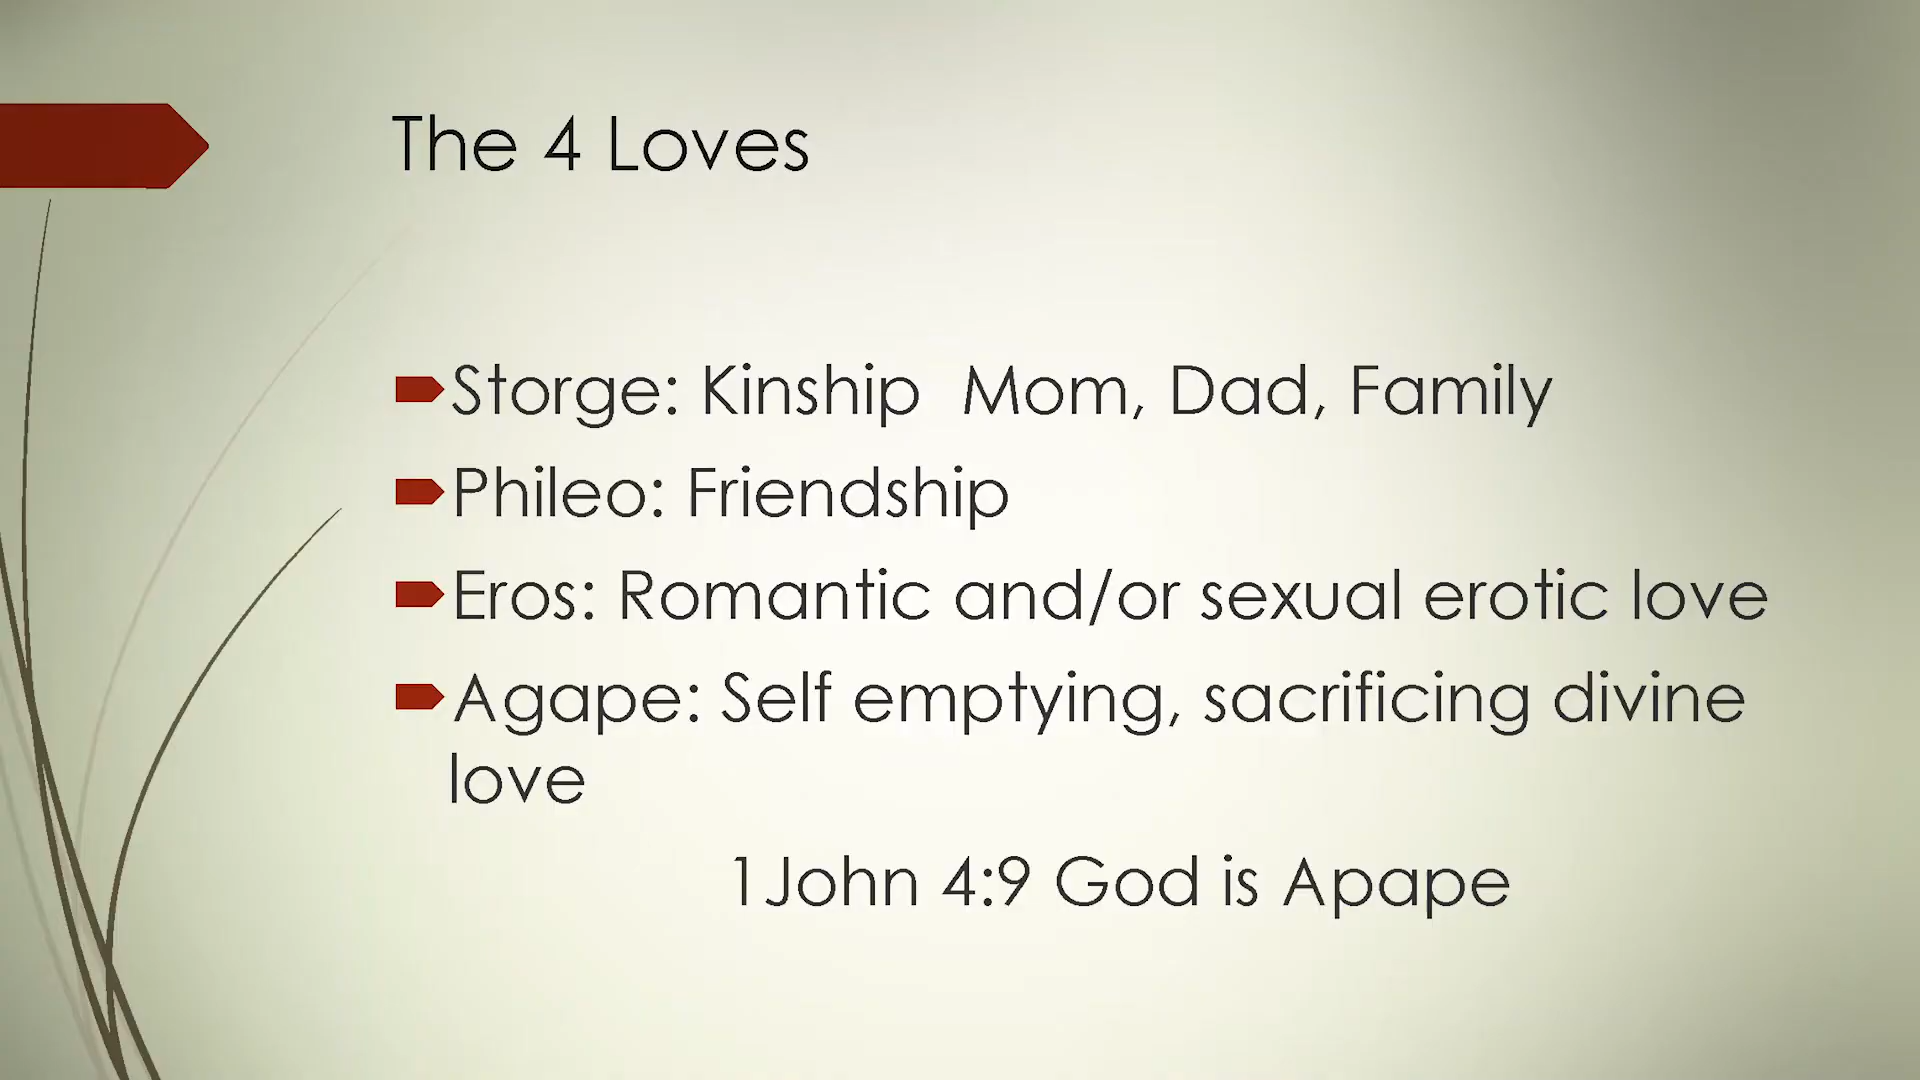 The 4 Loves
Storge: Kinship  Mom, Dad, Family
Phileo: Friendship
Eros: Romantic and/or sexual erotic love
Agape: Self emptying, sacrificing divine
love
1John 4:9 God is Apape